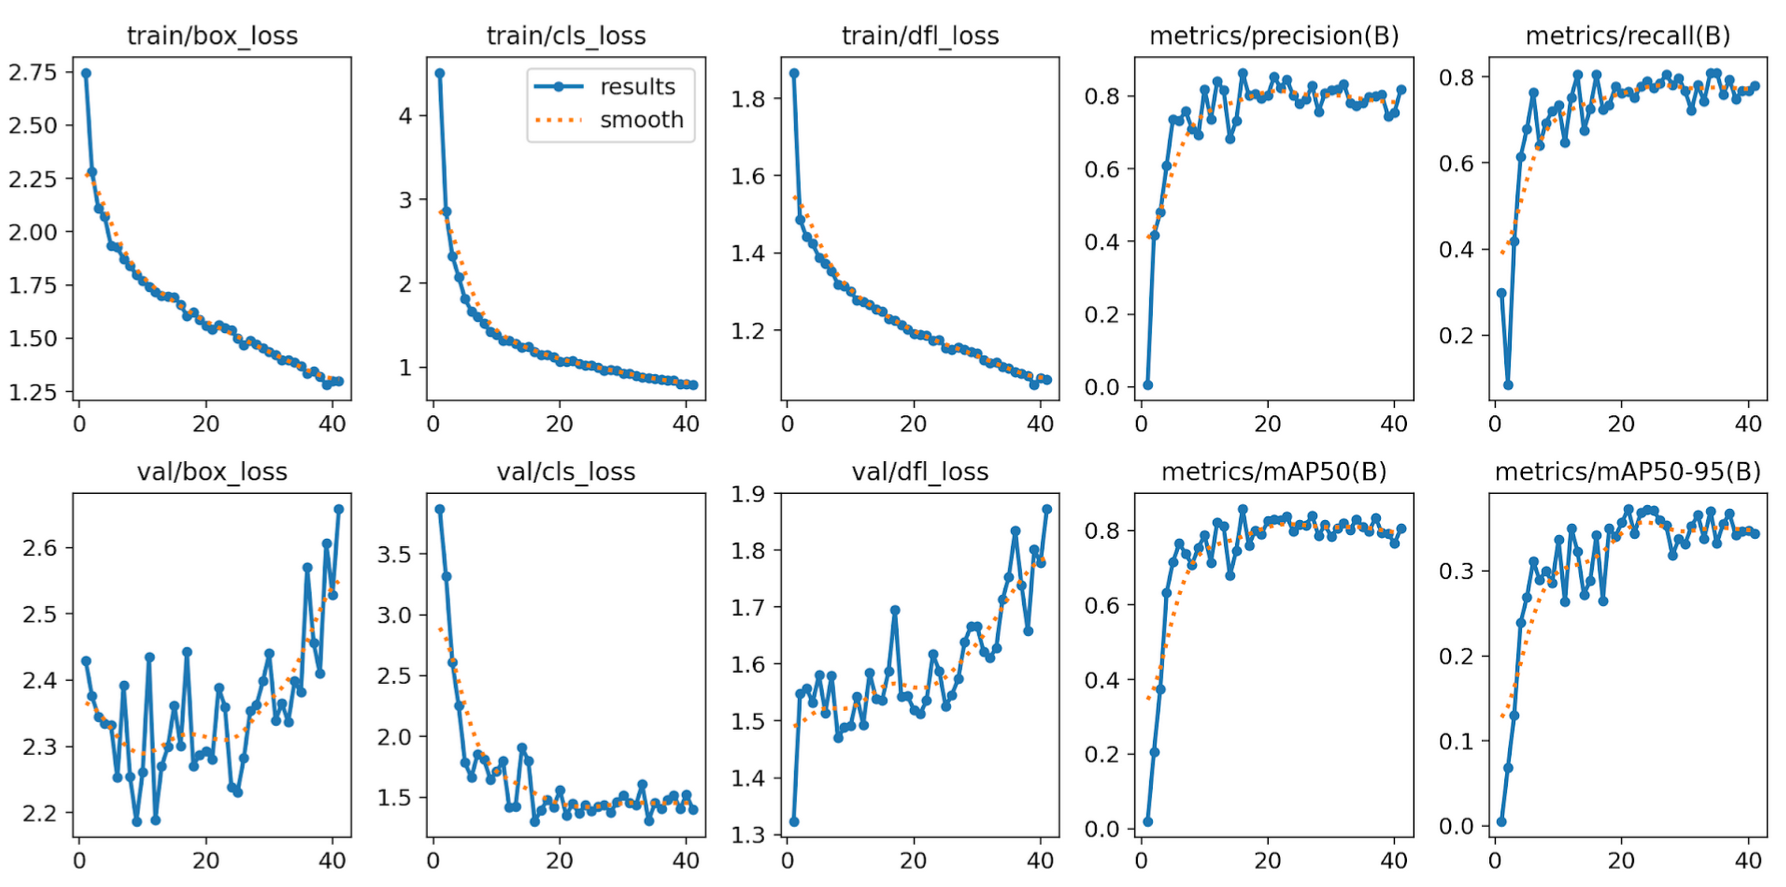 train/box_loss
train/cls_loss
train/dfl_loss
metrics/precision(B)
metrics/recall(B)
2.75
2.50
2.25
2.00
1.75
1.50
1.25
0 20 40
results
smooth
4
3
2
1
0 20 40
1.8
1.6
1.4
1.2
0 20 40
0.8
0.6
0.4
0.2
0.0
0 20 40
0.8
0.6
0.4
0.2
0 20 40
val/box_loss
val/cls_loss
val/dfl_loss
metrics/mAP50(B)
metrics/mAP50-95(B)
2.6
2.5
2.4
2.3
2.2
0 20 40
3.5
3.0
2.5
2.0
1.5
0 20 40
1.9
1.8
1.7
1.6
1.5
1.4
1.3
0 20 40
0.8
0.6
0.4
0.2
0.0
0 20 40
0.3
0.2
0.1
0.0
0 20 40